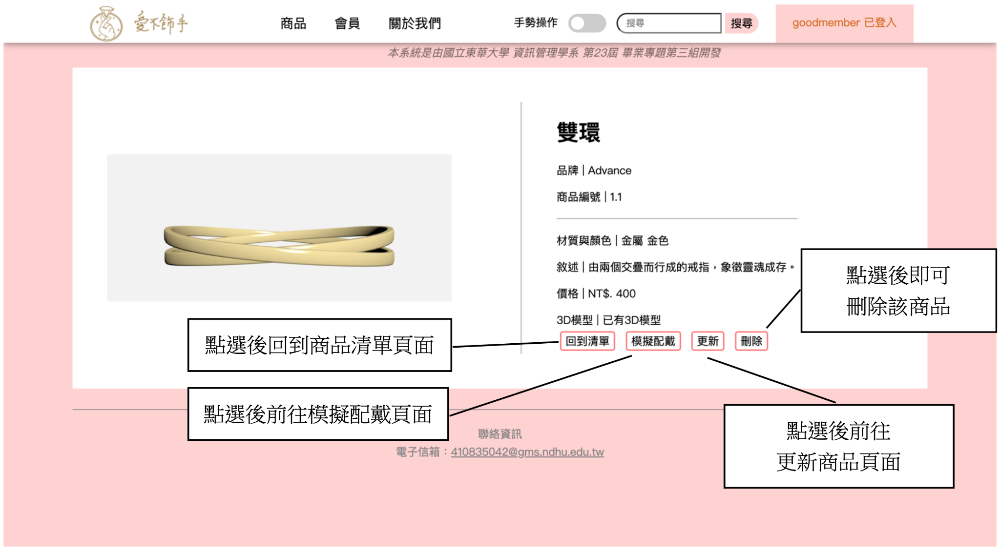 愛不飾手
商品 會員 關於我們 手勢操作 搜尋 搜尋 goodmember 已登入
本系統是由國立東華大學 資訊管理學系 第23屆 畢業專題第三組開發
雙環
品牌 | Advance
商品編號 | 1.1
材質與顏色 | 金屬 金色
敘述 | 由兩個交疊而行成的戒指，象徵靈魂成存。
價格 | NT$. 400
3D模型 | 已有3D模型
回到清單 模擬配戴 更新 刪除
點選後即可
刪除該商品
點選後回到商品清單頁面
點選後前往模擬配戴頁面
點選後前往
更新商品頁面
聯絡資訊
電子信箱：410835042@gms.ndhu.edu.tw